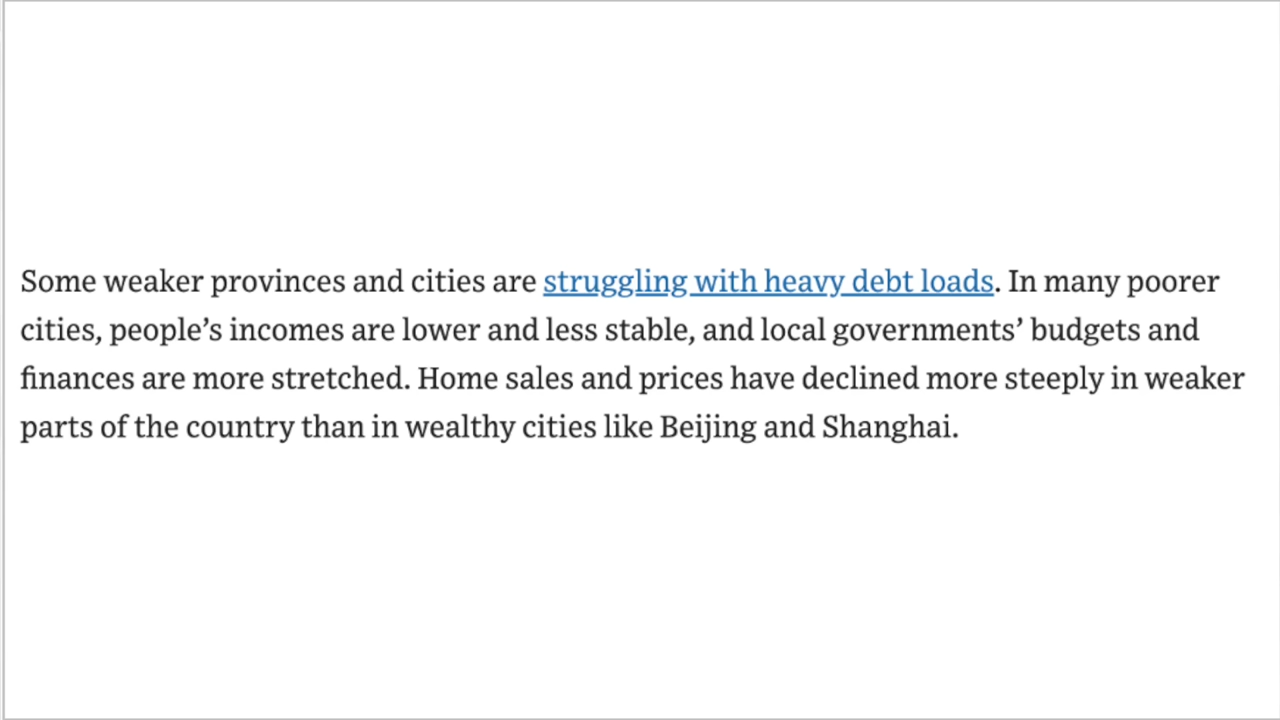 Some weaker provinces and cities are struggling with heavy debt loads. In many poorer
cities, people’s incomes are lower and less stable, and local governments’ budgets and
finances are more stretched. Home sales and prices have declined more steeply in weaker
parts of the country than in wealthy cities like Beijing and Shanghai.